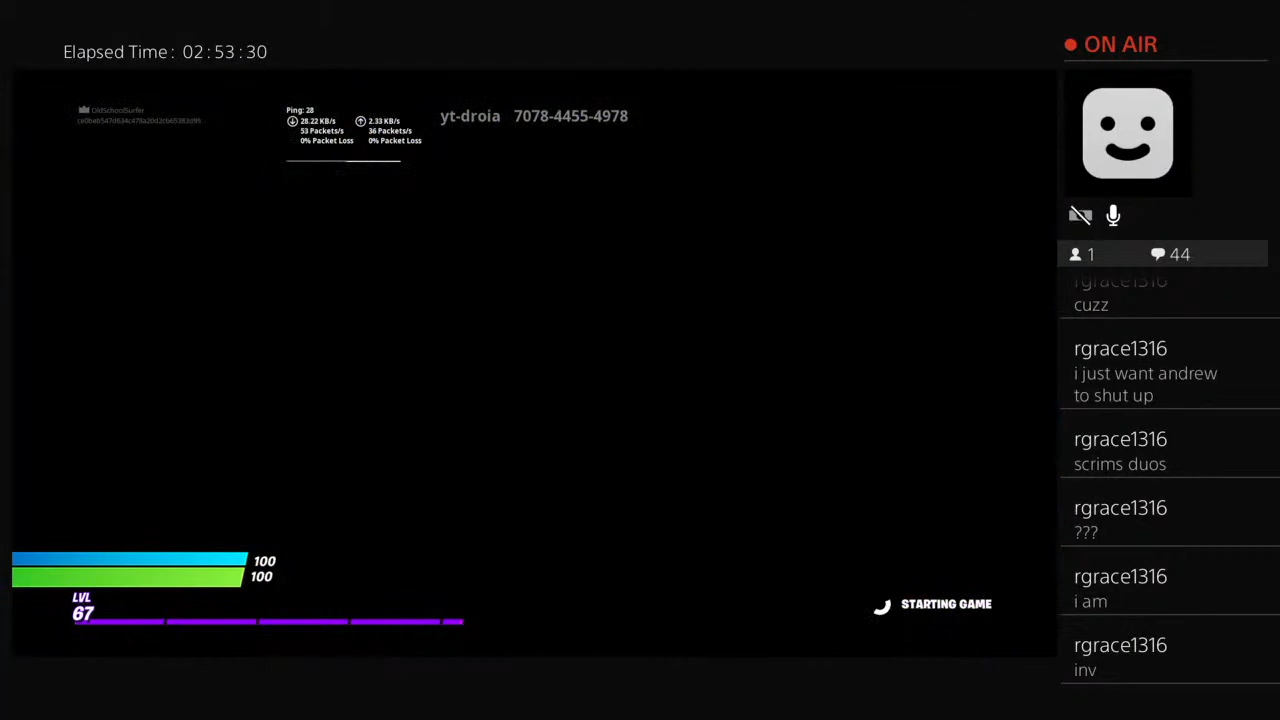 Elapsed Time: 02:53:30
ON AIR
OldSchoolSurfer
Ping: 28
28.22 KB/s
2.33 KB/s
53 Packets/s
36 Packets/s
0% Packet Loss
0% Packet Loss
yt-droia 7078-4455-4978
1
44
rgrace1316
cuzz
rgrace1316
i just want andrew
to shut up
rgrace1316
scrims duos
rgrace1316
???
rgrace1316
i am
rgrace1316
inv
100
100
LVL
67
STARTING GAME